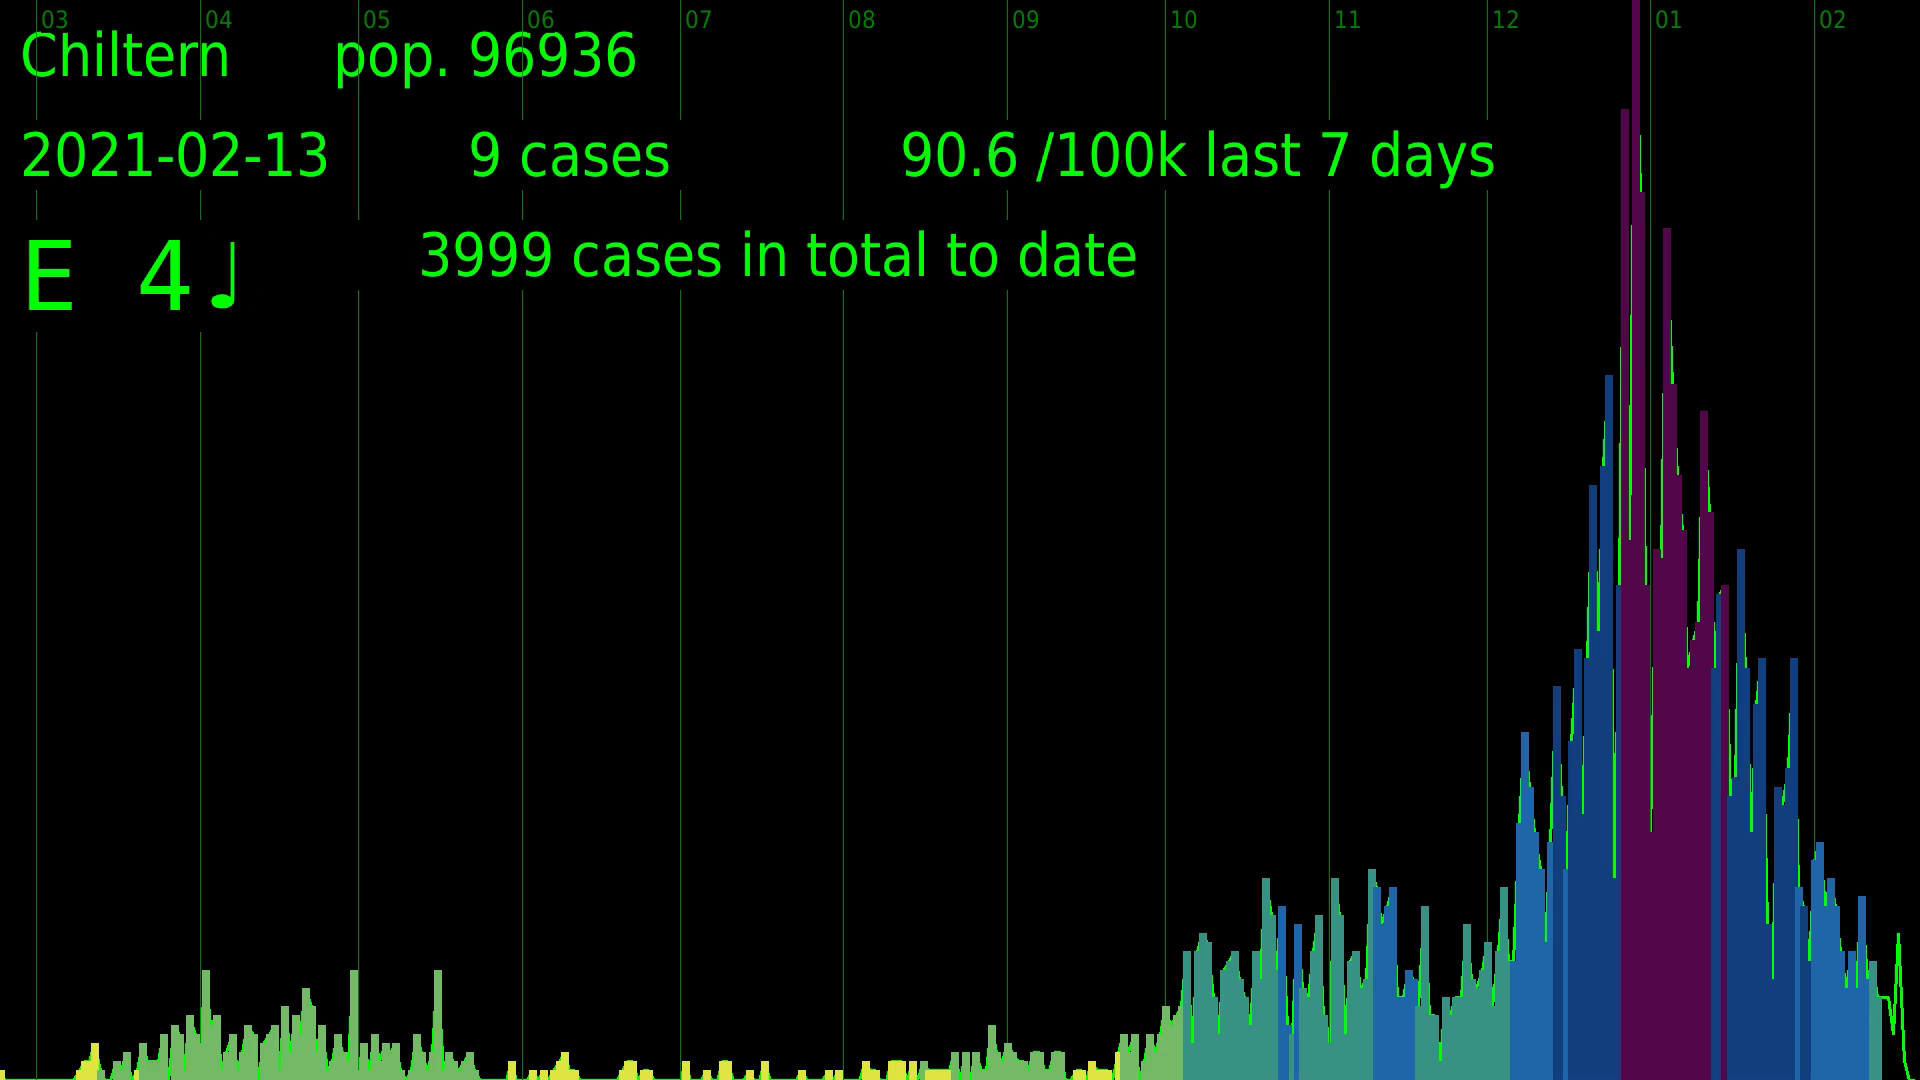 03 04 05 06 07 08 09 10 11 12 01 02
Chiltern pop. 96936
2021-02-13 9 cases 90.6 /100k last 7 days
E 4♩ 3999 cases in total to date